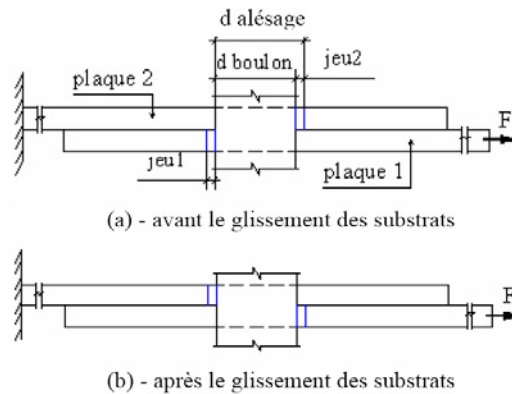 d alésage
d boulon
jeu2
plaque 2
F
jeu1
plaque 1
(a) - avant le glissement des substrats
F
(b) - après le glissement des substrats